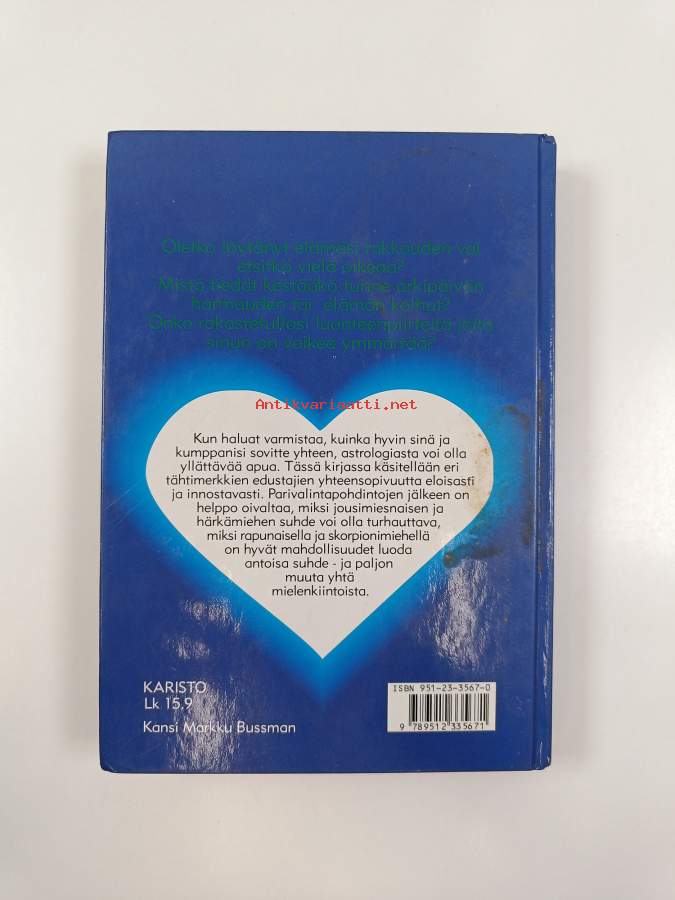 Oletko löytänyt elämäsi rakkauden vai
etsitkö vielä oikeaa?
Mistä tiedät kestääkö tunne arkipäivän
harmauden tai elämän kolhut?
Onko rakastetullasi luonteenpiirteitä joita
sinun on vaikea ymmärtää?
Antikvariaatti.net
Kun haluat varmistaa, kuinka hyvin sinä ja
kumppanisi sovitte yhteen, astrologiasta voi olla
yllättävää apua. Tässä kirjassa käsitellään eri
tähtimerkkien edustajien yhteensopivuutta eloisasti
ja innostavasti. Parivalintapohdintojen jälkeen on
helppo oivaltaa, miksi jousimiesnaisen ja
härkämiehen suhde voi olla turhauttava,
miksi rapunaisella ja skorpionimiehellä
on hyvät mahdollisuudet luoda
antoisa suhde - ja paljon
muuta yhtä
mielenkiintoista.
KARISTO
Lk 15,9
Kansi Markku Bussman
ISBN 951-23-3567-0
9 789512 335671